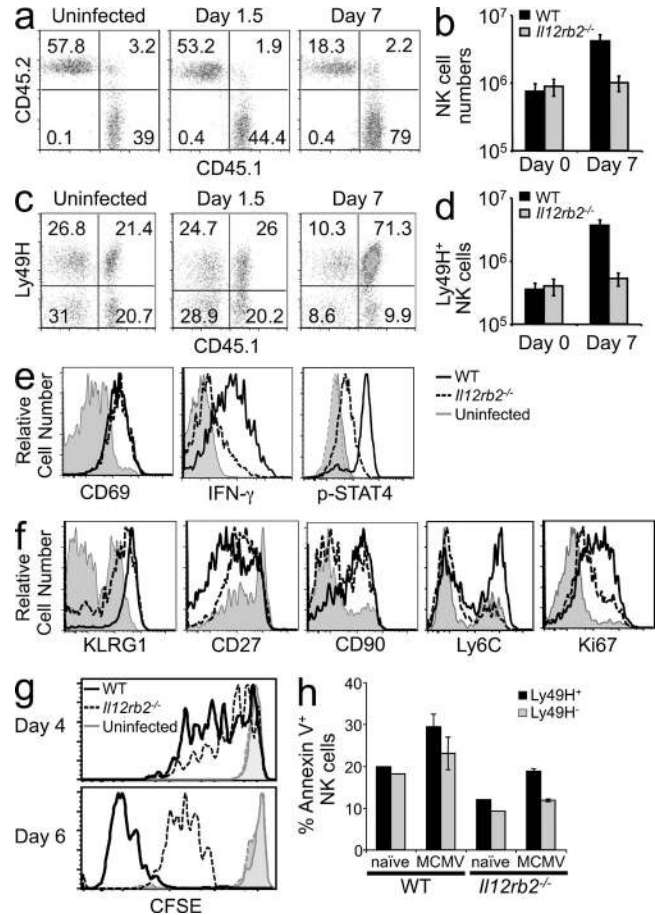 a
Uninfected
Day 1.5
Day 7
57.8
3.2
53.2
1.9
18.3
2.2
0.1
39
0.4
44.4
0.4
79
CD45.2
CD45.1
b
WT
Il12rb2-/-
NK cell
numbers
10^7
10^6
10^5
Day 0
Day 7
c
Uninfected
Day 1.5
Day 7
26.8
21.4
24.7
26
10.3
71.3
31
20.7
28.9
20.2
8.6
9.9
Ly49H
CD45.1
d
WT
Il12rb2-/-
Ly49H+
NK cells
10^7
10^6
10^5
Day 0
Day 7
e
Relative
Cell Number
CD69
IFN-γ
p-STAT4
WT
Il12rb2-/-
Uninfected
f
Relative
Cell Number
KLRG1
CD27
CD90
Ly6C
Ki67
g
WT
Il12rb2-/-
Uninfected
Day 4
Day 6
CFSE
h
Ly49H+
Ly49H-
% Annexin V+
NK cells
40
30
20
10
0
naïve
MCMV
naïve
MCMV
WT
Il12rb2-/-